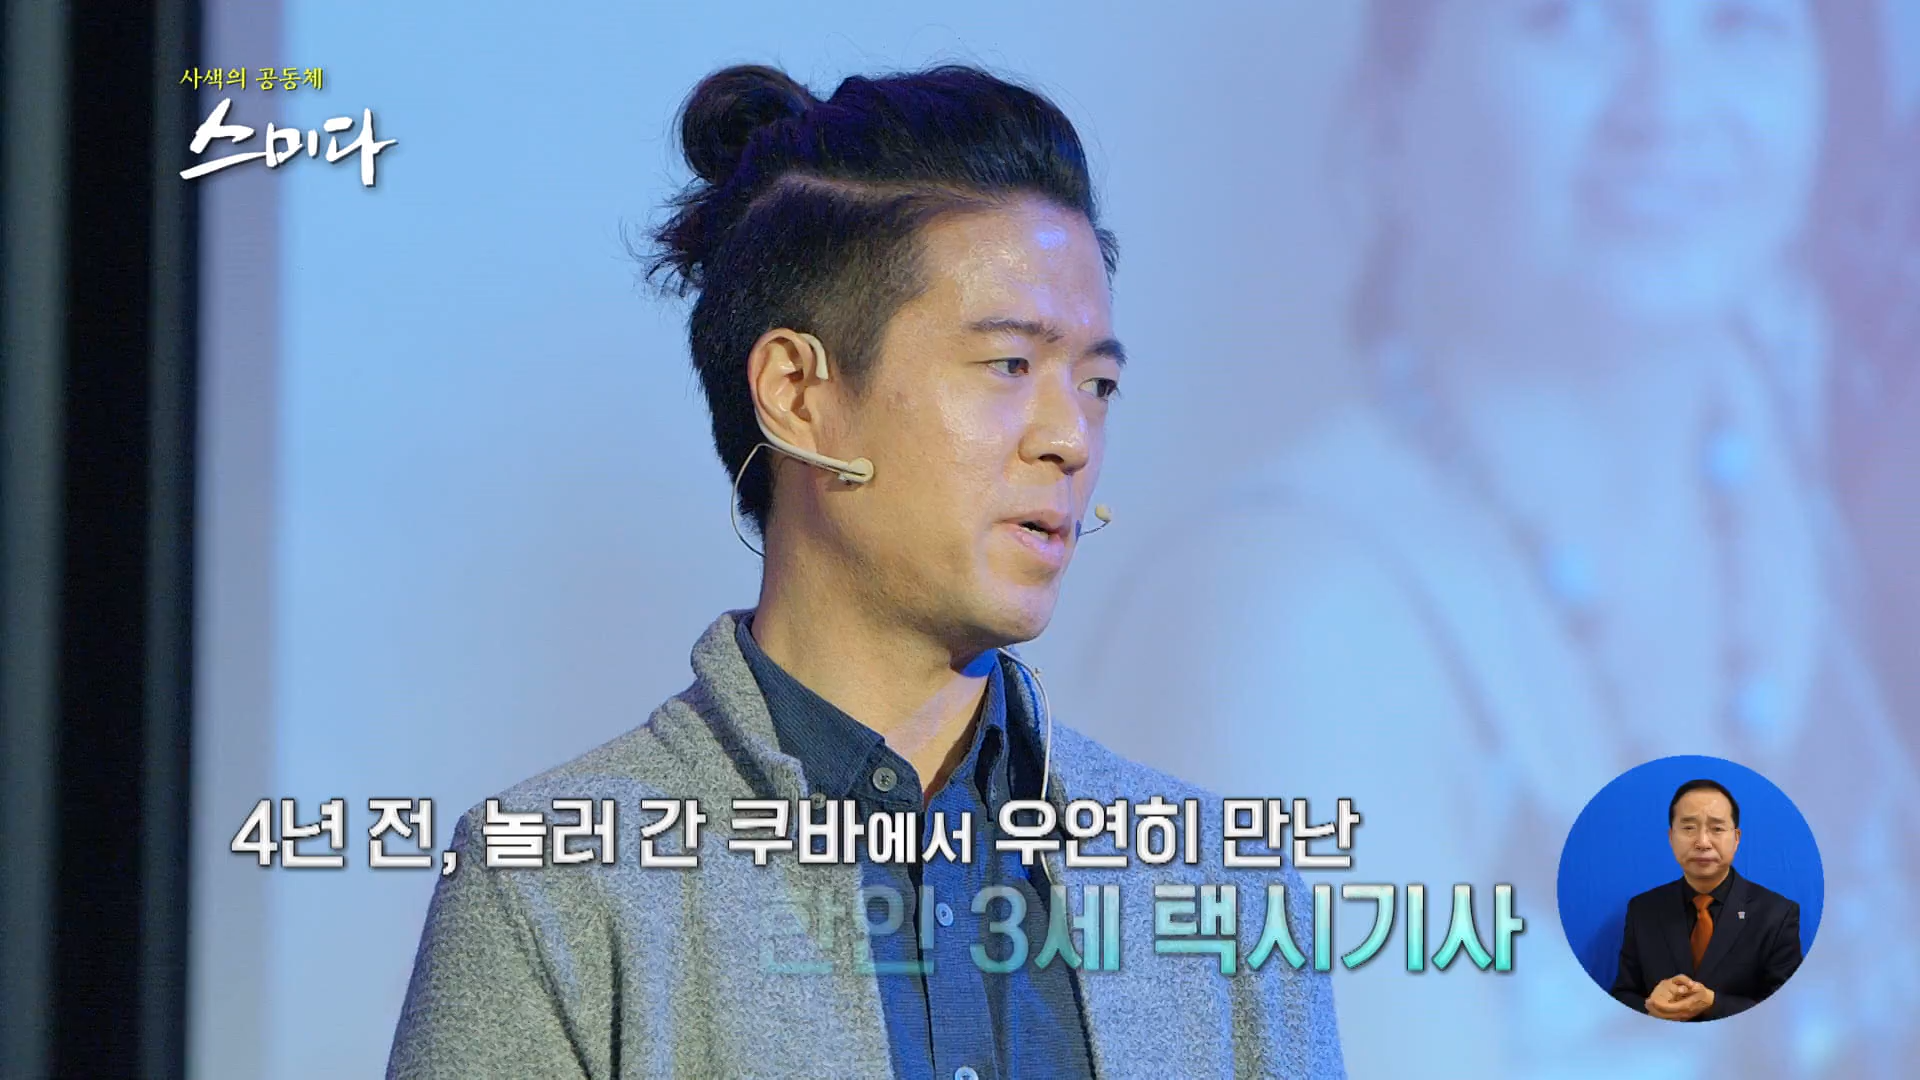 사색의 공동체
스미다
4년 전, 놀러 간 쿠바에서 우연히 만난
한인 3세 택시기사